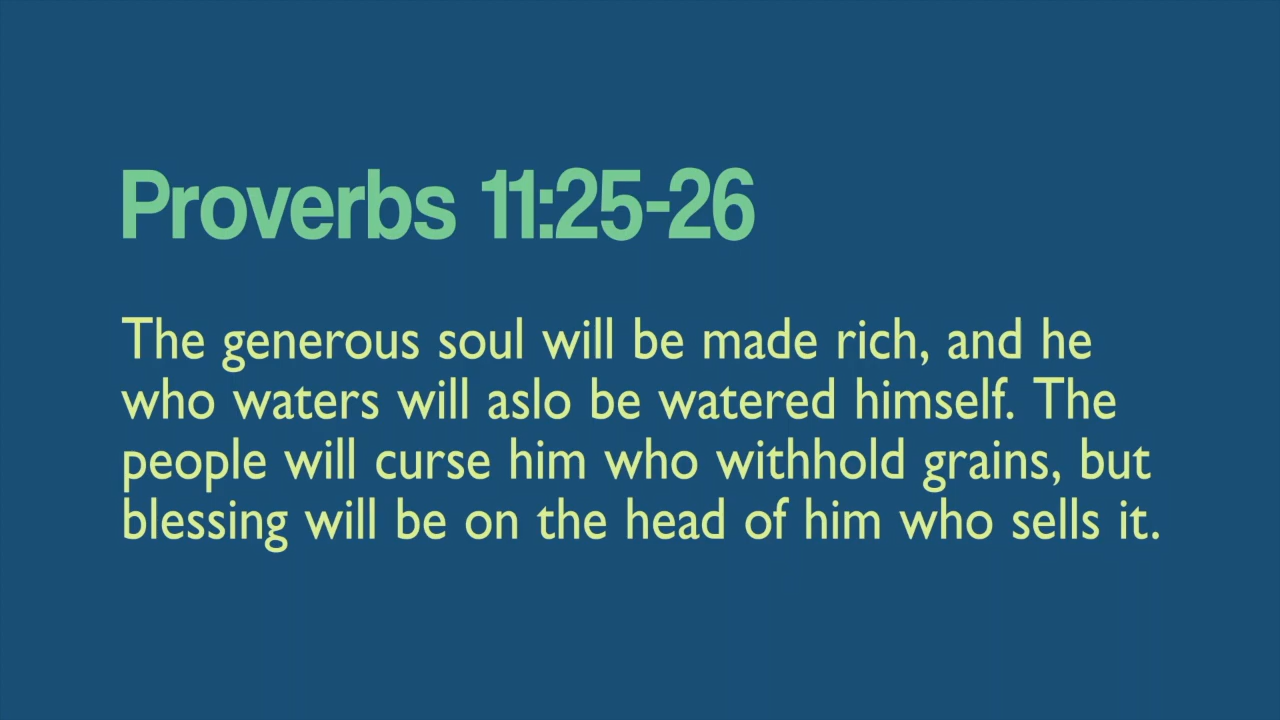 Proverbs 11:25-26
The generous soul will be made rich, and he
who waters will aslo be watered himself. The
people will curse him who withhold grains, but
blessing will be on the head of him who sells it.